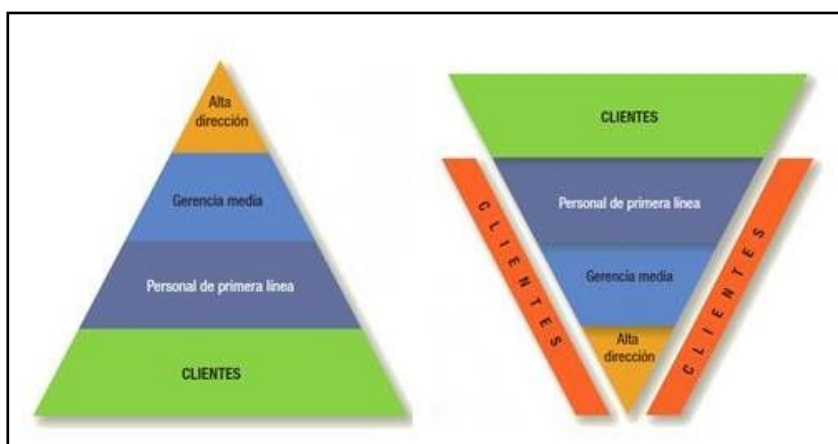 Alta
dirección
Gerencia media
Personal de primera línea
CLIENTES
CLIENTES
Personal de primera línea
Gerencia media
Alta
dirección
CLIENTES
CLIENTES